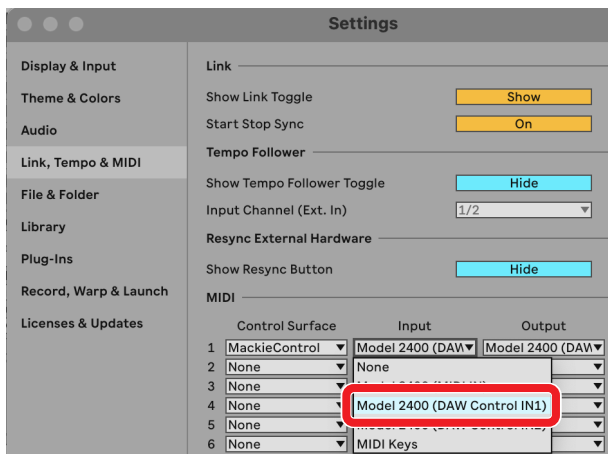 Settings
Display & Input
Theme & Colors
Audio
Link, Tempo & MIDI
File & Folder
Library
Plug-Ins
Record, Warp & Launch
Licenses & Updates
Link
Show Link Toggle Show
Start Stop Sync On
Tempo Follower
Show Tempo Follower Toggle Hide
Input Channel (Ext. In) 1/2
Resync External Hardware
Show Resync Button Hide
MIDI
Control Surface Input Output
1 MackieControl Model 2400 (DAW Model 2400 (DAW
2 None None
3 None
4 None Model 2400 (DAW Control IN1)
5 None
6 None MIDI Keys